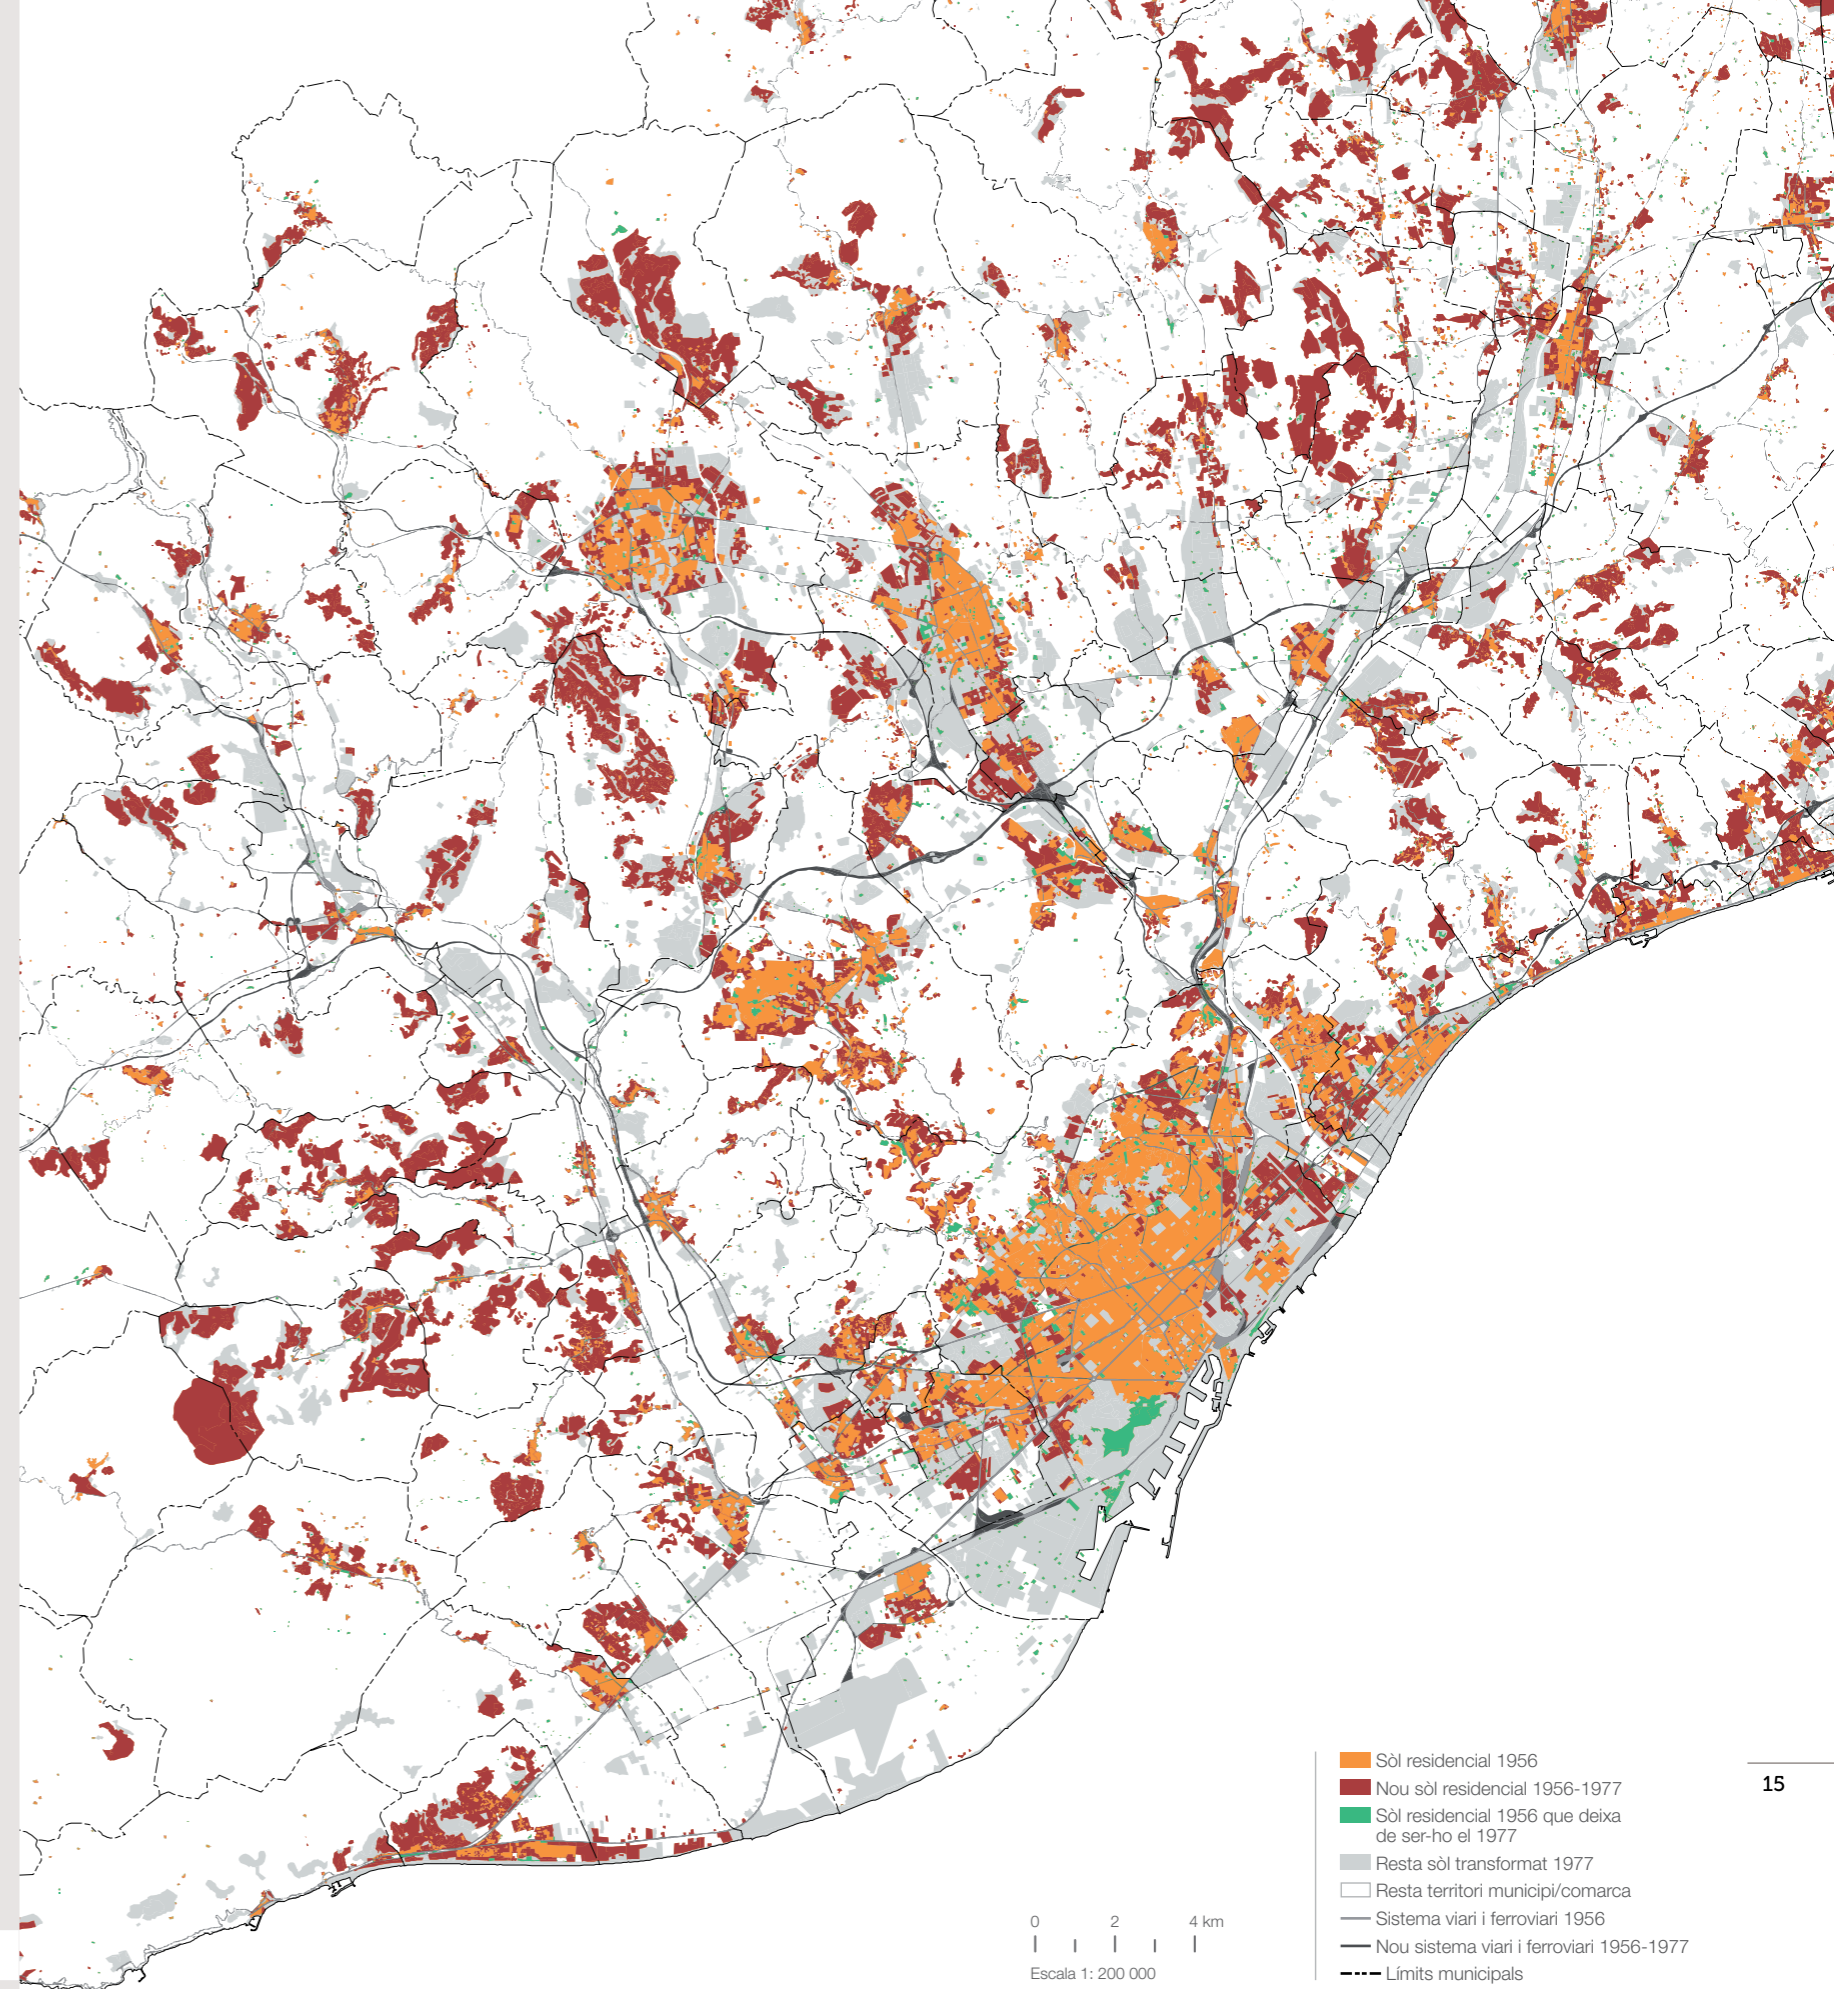 Sòl residencial 1956
Nou sòl residencial 1956-1977
Sòl residencial 1956 que deixa
de ser-ho el 1977
Resta sòl transformat 1977
Resta territori municipi/comarca
Sistema viari i ferroviari 1956
Nou sistema viari i ferroviari 1956-1977
Límits municipals
15
0 2 4 km
Escala 1: 200 000